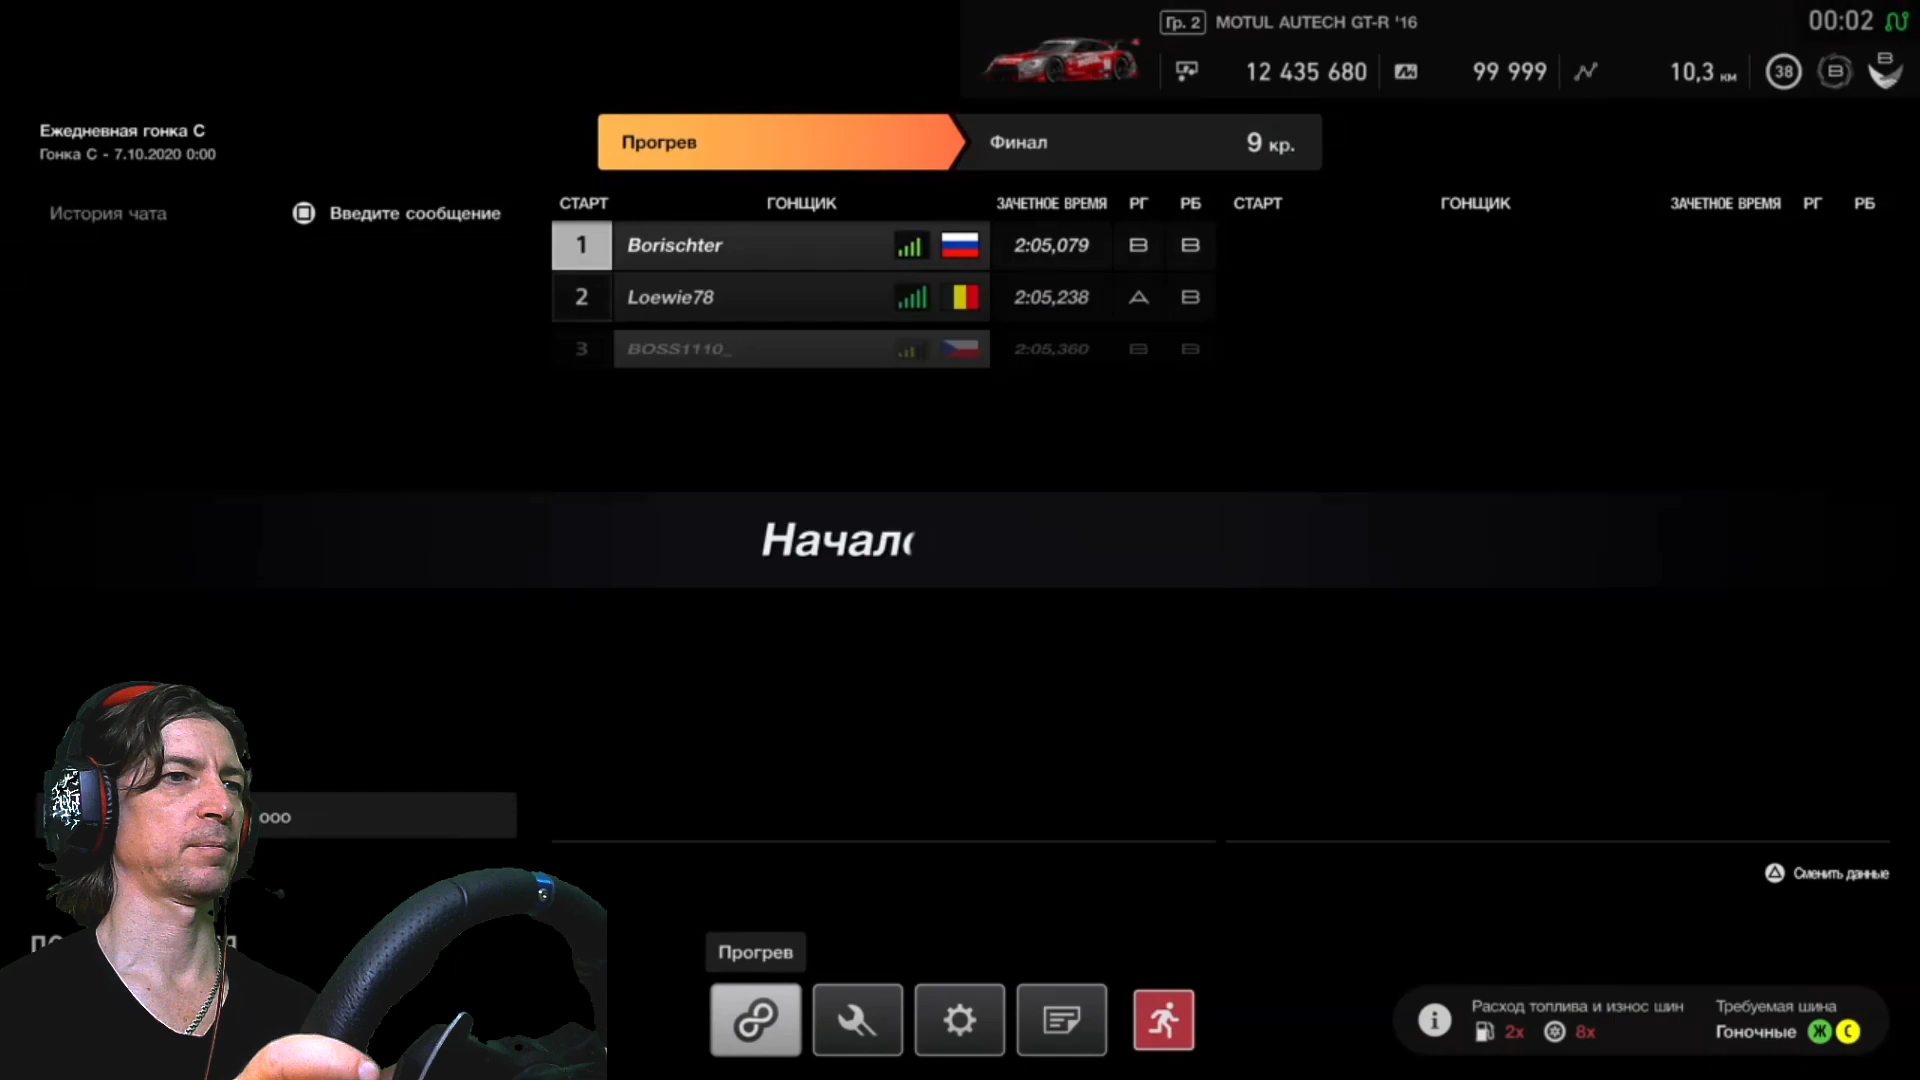 Гр. 2 MOTUL AUTECH GT-R '16
00:02
12 435 680
99 999
10,3 км
38
B
B
Ежедневная гонка C
Гонка C - 7.10.2020 0:00
Прогрев
Финал
9 кр.
История чата
Введите сообщение
СТАРТ ГОНЩИК ЗАЧЕТНОЕ ВРЕМЯ РГ РБ
СТАРТ ГОНЩИК ЗАЧЕТНОЕ ВРЕМЯ РГ РБ
1 Borischter 2:05,079 B B
2 Loewie78 2:05,238 A B
3 BOSS1110_ 2:05,360 B B
Начал
ooo
Сменить данные
Прогрев
Расход топлива и износ шин
2x 8x
Требуемая шина
Гоночные Ж С